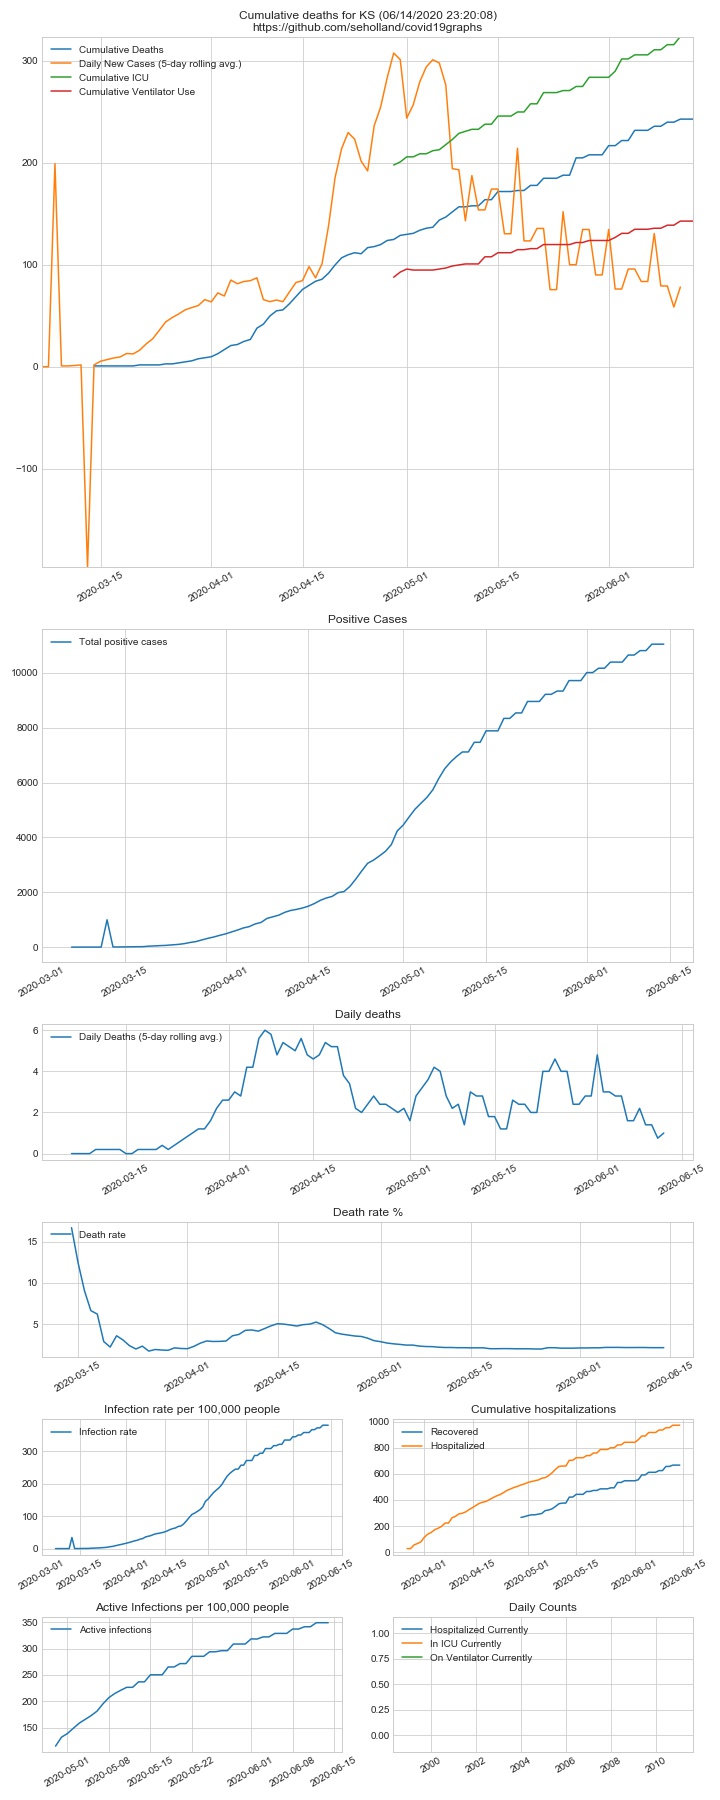 Cumulative deaths for KS (06/14/2020 23:20:08)
https://github.com/seholland/covid19graphs
Cumulative Deaths
Daily New Cases (5-day rolling avg.)
Cumulative ICU
Cumulative Ventilator Use
300
200
100
0
−100
2020-03-15 2020-04-01 2020-04-15 2020-05-01 2020-05-15 2020-06-01
Positive Cases
Total positive cases
10000
8000
6000
4000
2000
0
2020-03-01 2020-03-15 2020-04-01 2020-04-15 2020-05-01 2020-05-15 2020-06-01 2020-06-15
Daily deaths
Daily Deaths (5-day rolling avg.)
6
4
2
0
2020-03-15 2020-04-01 2020-04-15 2020-05-01 2020-05-15 2020-06-01 2020-06-15
Death rate %
Death rate
15
10
5
2020-03-15 2020-04-01 2020-04-15 2020-05-01 2020-05-15 2020-06-01 2020-06-15
Infection rate per 100,000 people
Infection rate
300
200
100
0
2020-03-01 2020-03-15 2020-04-01 2020-04-15 2020-05-01 2020-05-15 2020-06-01 2020-06-15
Cumulative hospitalizations
Recovered
Hospitalized
1000
800
600
400
200
0
2020-04-01 2020-04-15 2020-05-01 2020-05-15 2020-06-01 2020-06-15
Active Infections per 100,000 people
Active infections
350
300
250
200
150
2020-05-01 2020-05-08 2020-05-15 2020-05-22 2020-06-01 2020-06-08 2020-06-15
Daily Counts
Hospitalized Currently
In ICU Currently
On Ventilator Currently
1.00
0.75
0.50
0.25
0.00
2000 2002 2004 2006 2008 2010